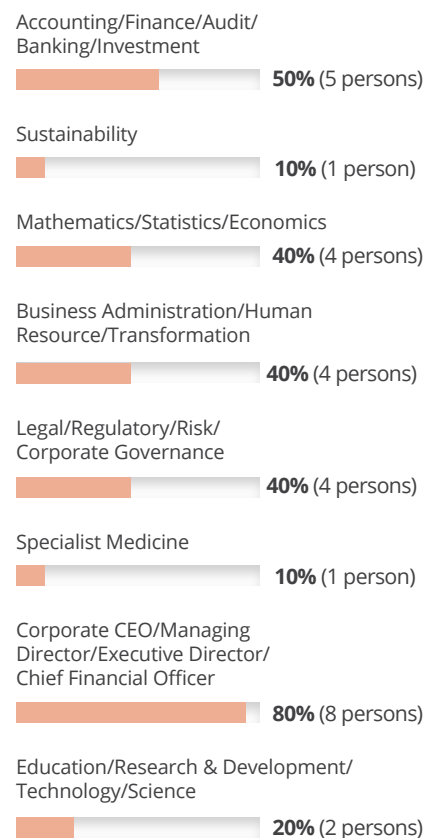 Accounting/Finance/Audit/
Banking/Investment
50% (5 persons)
Sustainability
10% (1 person)
Mathematics/Statistics/Economics
40% (4 persons)
Business Administration/Human
Resource/Transformation
40% (4 persons)
Legal/Regulatory/Risk/
Corporate Governance
40% (4 persons)
Specialist Medicine
10% (1 person)
Corporate CEO/Managing
Director/Executive Director/
Chief Financial Officer
80% (8 persons)
Education/Research & Development/
Technology/Science
20% (2 persons)